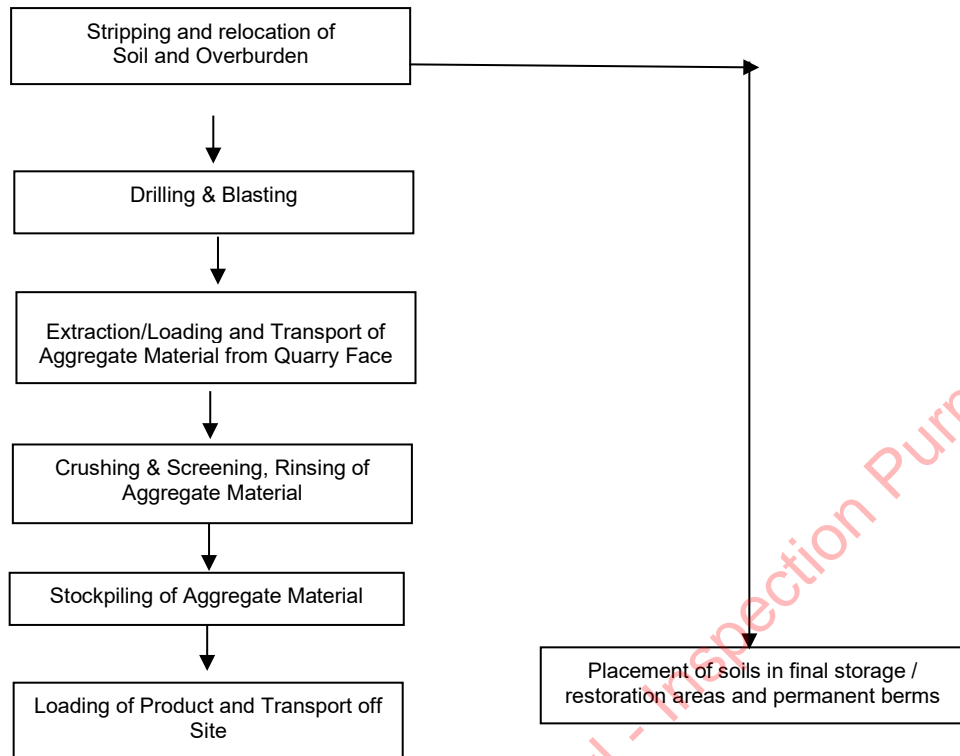 Stripping and relocation of
Soil and Overburden
Drilling & Blasting
Extraction/Loading and Transport of
Aggregate Material from Quarry Face
Crushing & Screening, Rinsing of
Aggregate Material
Stockpiling of Aggregate Material
Loading of Product and Transport off
Site
Placement of soils in final storage /
restoration areas and permanent berms
- Inspection